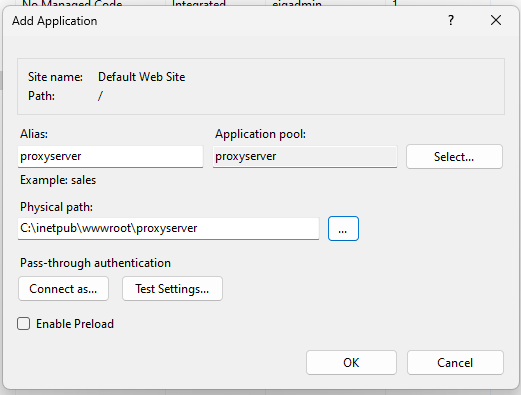 No Managed Code Integrated eigadmin 1
Add Application ?
Site name: Default Web Site
Path: /
Alias: Application pool:
proxyserver proxyserver Select...
Example: sales
Physical path:
C:\inetpub\wwwroot\proxyserver ...
Pass-through authentication
Connect as... Test Settings...
Enable Preload
OK Cancel